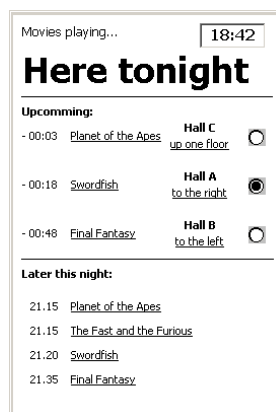 Movies playing...
18:42
Here tonight
Upcomming:
- 00:03 Planet of the Apes Hall C
up one floor
- 00:18 Swordfish Hall A
to the right
- 00:48 Final Fantasy Hall B
to the left
Later this night:
21.15 Planet of the Apes
21.15 The Fast and the Furious
21.20 Swordfish
21.35 Final Fantasy